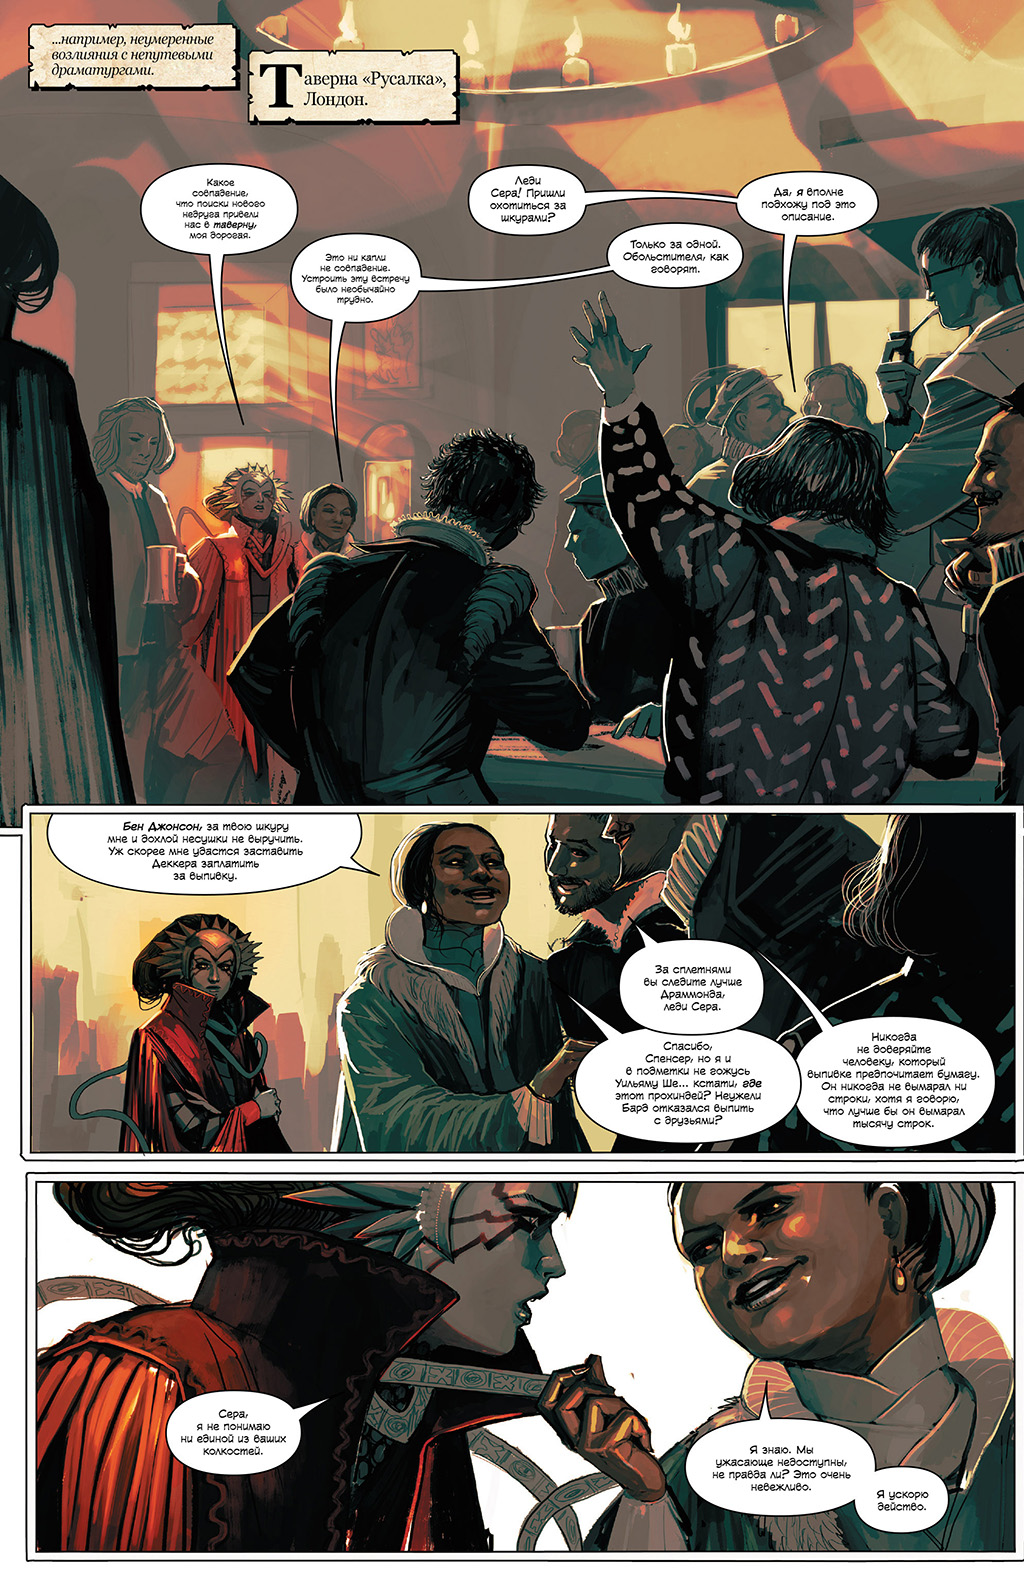 ...например, неумеренные
возлияния с непутевыми
драматургами.
Таверна «Русалка»,
Лондон.
Какое
совпадение,
что поиски нового
недруга привели
нас в таверну,
моя дорогая.
Это ни капли
не совпадение.
Устроить эту встречу
было необычайно
трудно.
Леди
Сера! Пришли
охотиться за
шкурами?
Только за одной.
Обольстителя, как
говорят.
Да, я вполне
подхожу под это
описание.
Бен Джонсон, за твою шкуру
мне и дохлой несушки не выручить.
Уж скорее мне удастся заставить
Деккера заплатить
за выпивку.
За сплетнями
вы следите лучше
Драммонда,
леди Сера.
Спасибо,
Спенсер, но я и
в подметки не гожусь
Уильяму Ше... кстати, где
этот прохиндей? Неужели
Бард отказался выпить
с друзьями?
Никогда
не доверяйте
человеку, который
выпивке предпочитает бумагу.
Он никогда не вымарал ни
строки, хотя я говорю,
что лучше бы он вымарал
тысячу строк.
Сера,
я не понимаю
ни единой из ваших
колкостей.
Я знаю. Мы
ужасающе недоступны,
не правда ли? Это очень
невежливо.
Я ускорю
действо.